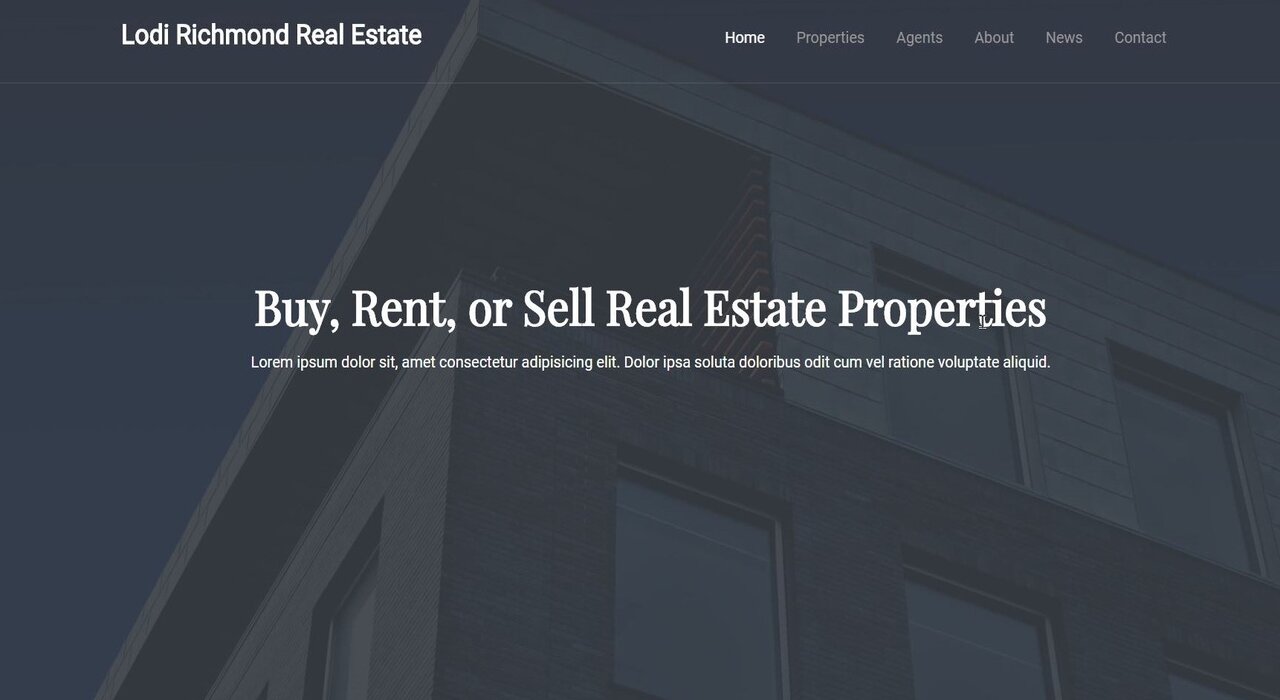 Lodi Richmond Real Estate
Home Properties Agents About News Contact
Buy, Rent, or Sell Real Estate Properties
Lorem ipsum dolor sit, amet consectetur adipisicing elit. Dolor ipsa soluta doloribus odit cum vel ratione voluptate aliquid.